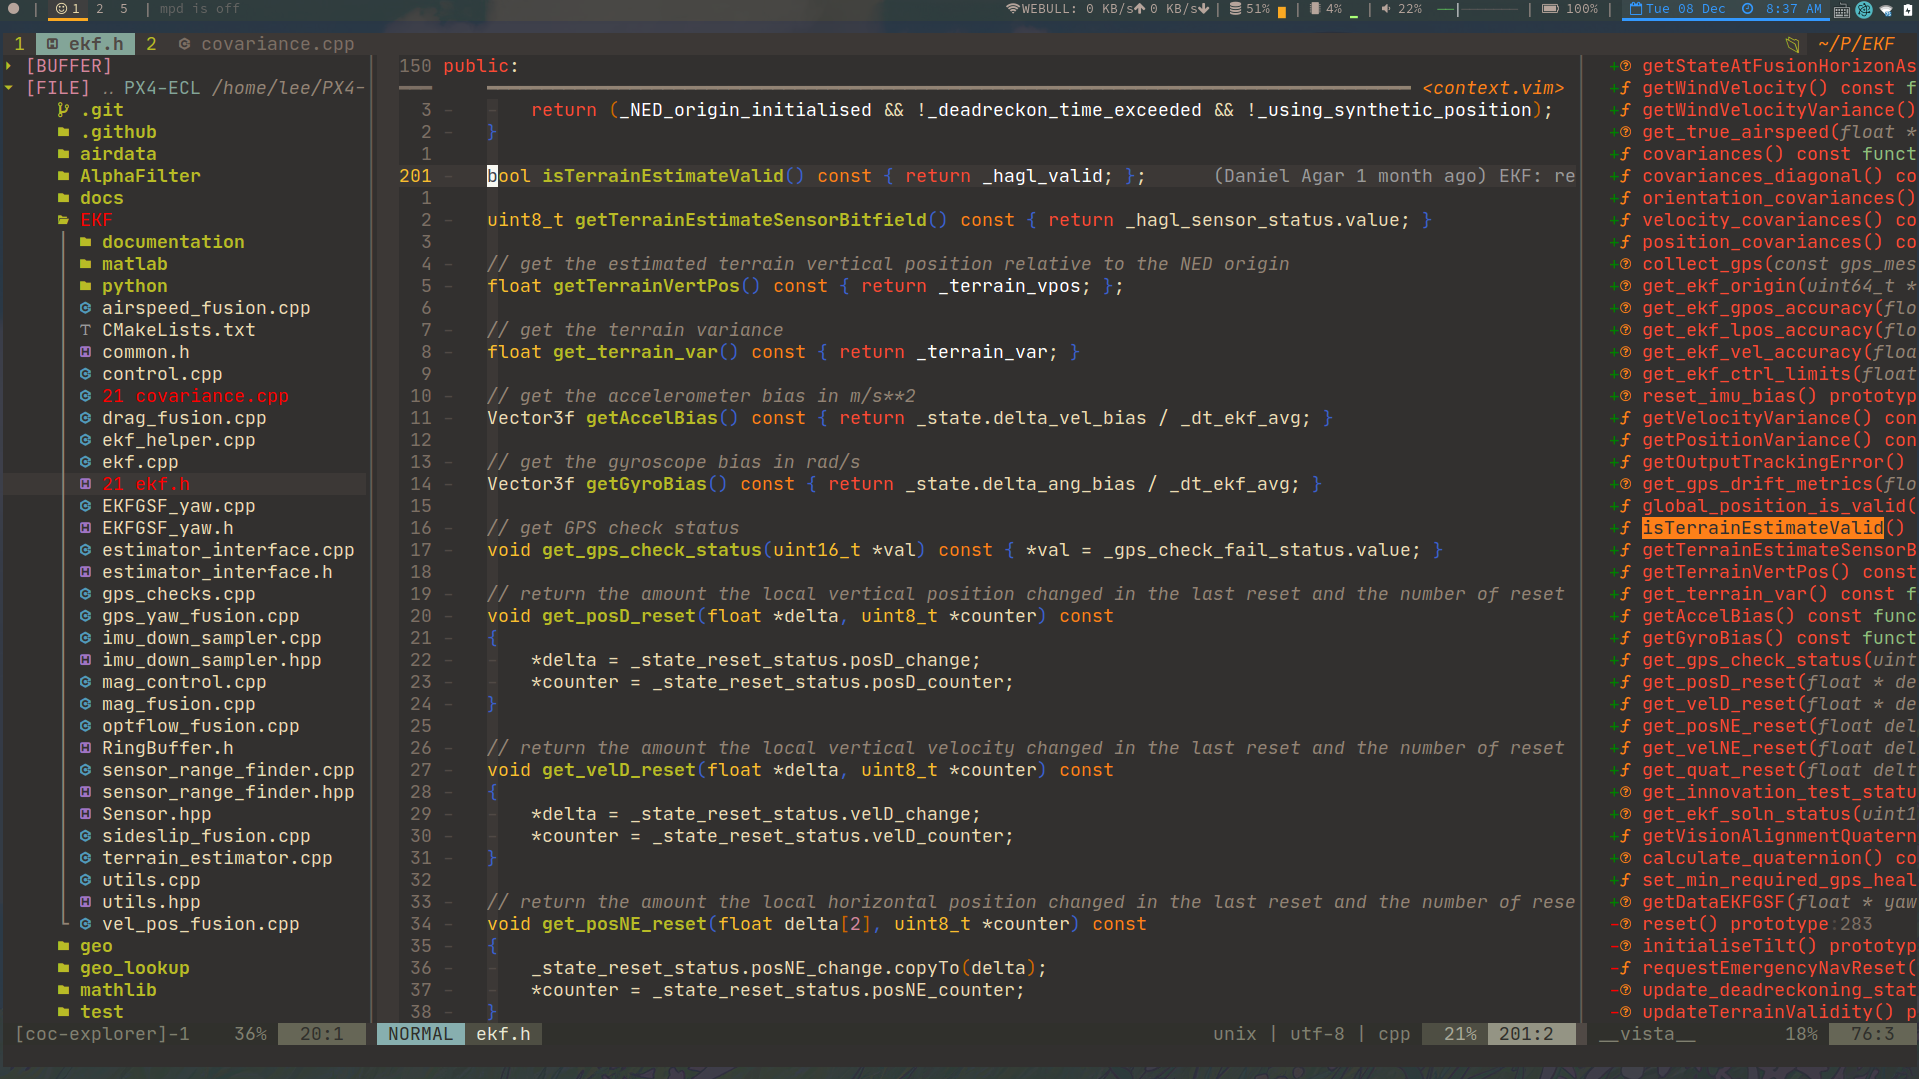 1 2 5 mpd is off WEBULL: 0 KB/s 0 KB/s 51% 4% 22% 100% Tue 08 Dec 8:37 AM
1 ekf.h 2 covariance.cpp ~/P/EKF
[BUFFER]
[FILE] .. PX4-ECL /home/lee/PX4-
.git
.github
airdata
AlphaFilter
docs
EKF
documentation
matlab
python
airspeed_fusion.cpp
CMakeLists.txt
common.h
control.cpp
21 covariance.cpp
drag_fusion.cpp
ekf_helper.cpp
ekf.cpp
21 ekf.h
EKFGSF_yaw.cpp
EKFGSF_yaw.h
estimator_interface.cpp
estimator_interface.h
gps_checks.cpp
gps_yaw_fusion.cpp
imu_down_sampler.cpp
imu_down_sampler.hpp
mag_control.cpp
mag_fusion.cpp
optflow_fusion.cpp
RingBuffer.h
sensor_range_finder.cpp
sensor_range_finder.hpp
Sensor.hpp
sideslip_fusion.cpp
terrain_estimator.cpp
utils.cpp
utils.hpp
vel_pos_fusion.cpp
geo
geo_lookup
mathlib
test
[coc-explorer]-1 36% 20:1
150 public:
<context.vim>
3 return (_NED_origin_initialised && !_deadreckon_time_exceeded && !_using_synthetic_position);
2 }
1
201 bool isTerrainEstimateValid() const { return _hagl_valid; }; (Daniel Agar 1 month ago) EKF: re
1
2 uint8_t getTerrainEstimateSensorBitfield() const { return _hagl_sensor_status.value; }
3
4 // get the estimated terrain vertical position relative to the NED origin
5 float getTerrainVertPos() const { return _terrain_vpos; };
6
7 // get the terrain variance
8 float get_terrain_var() const { return _terrain_var; }
9
10 // get the accelerometer bias in m/s**2
11 Vector3f getAccelBias() const { return _state.delta_vel_bias / _dt_ekf_avg; }
12
13 // get the gyroscope bias in rad/s
14 Vector3f getGyroBias() const { return _state.delta_ang_bias / _dt_ekf_avg; }
15
16 // get GPS check status
17 void get_gps_check_status(uint16_t *val) const { *val = _gps_check_fail_status.value; }
18
19 // return the amount the local vertical position changed in the last reset and the number of reset
20 void get_posD_reset(float *delta, uint8_t *counter) const
21 {
22 *delta = _state_reset_status.posD_change;
23 *counter = _state_reset_status.posD_counter;
24 }
25
26 // return the amount the local vertical velocity changed in the last reset and the number of reset
27 void get_velD_reset(float *delta, uint8_t *counter) const
28 {
29 *delta = _state_reset_status.velD_change;
30 *counter = _state_reset_status.velD_counter;
31 }
32
33 // return the amount the local horizontal position changed in the last reset and the number of rese
34 void get_posNE_reset(float delta[2], uint8_t *counter) const
35 {
36 _state_reset_status.posNE_change.copyTo(delta);
37 *counter = _state_reset_status.posNE_counter;
38 }
NORMAL ekf.h unix | utf-8 | cpp 21% 201:2
+ getStateAtFusionHorizonAs
+f getWindVelocity() const f
+f getWindVelocityVariance()
+ get_true_airspeed(float *
+f covariances() const funct
+f covariances_diagonal() co
+f orientation_covariances()
+f velocity_covariances() co
+f position_covariances() co
+ collect_gps(const gps_mes
+ get_ekf_origin(uint64_t *
+ get_ekf_gpos_accuracy(flo
+ get_ekf_lpos_accuracy(flo
+ get_ekf_vel_accuracy(floa
+ get_ekf_ctrl_limits(float
+ reset_imu_bias() prototyp
+f getVelocityVariance() con
+f getPositionVariance() con
+f getOutputTrackingError()
+ get_gps_drift_metrics(flo
+f global_position_is_valid(
+f isTerrainEstimateValid()
+f getTerrainEstimateSensorB
+f getTerrainVertPos() const
+f get_terrain_var() const f
+f getAccelBias() const func
+f getGyroBias() const funct
+f get_gps_check_status(uint
+f get_posD_reset(float * de
+f get_velD_reset(float * de
+f get_posNE_reset(float del
+f get_velNE_reset(float del
+f get_quat_reset(float delt
+ get_innovation_test_statu
+ get_ekf_soln_status(uint1
+f getVisionAlignmentQuatern
+ calculate_quaternion() co
+f set_min_required_gps_heal
+ getDataEKFGSF(float * yaw
- reset() prototype:283
- initialiseTilt() prototyp
-f requestEmergencyNavReset(
- update_deadreckoning_stat
- updateTerrainValidity() p
__vista__ 18% 76:3